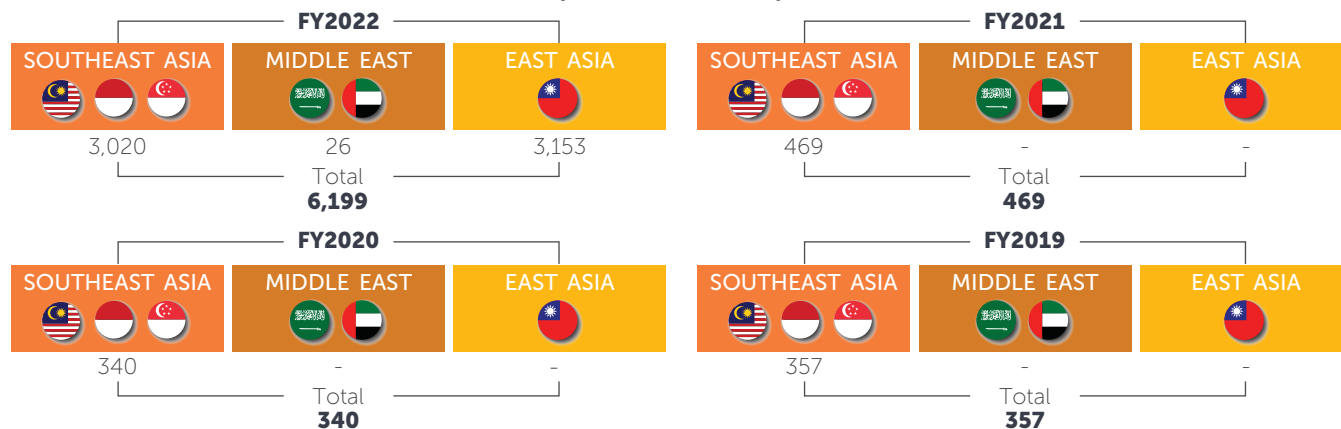 FY2022
SOUTHEAST ASIA MIDDLE EAST EAST ASIA
3,020 26 3,153
Total
6,199
FY2021
SOUTHEAST ASIA MIDDLE EAST EAST ASIA
469 - -
Total
469
FY2020
SOUTHEAST ASIA MIDDLE EAST EAST ASIA
340 - -
Total
340
FY2019
SOUTHEAST ASIA MIDDLE EAST EAST ASIA
357 - -
Total
357